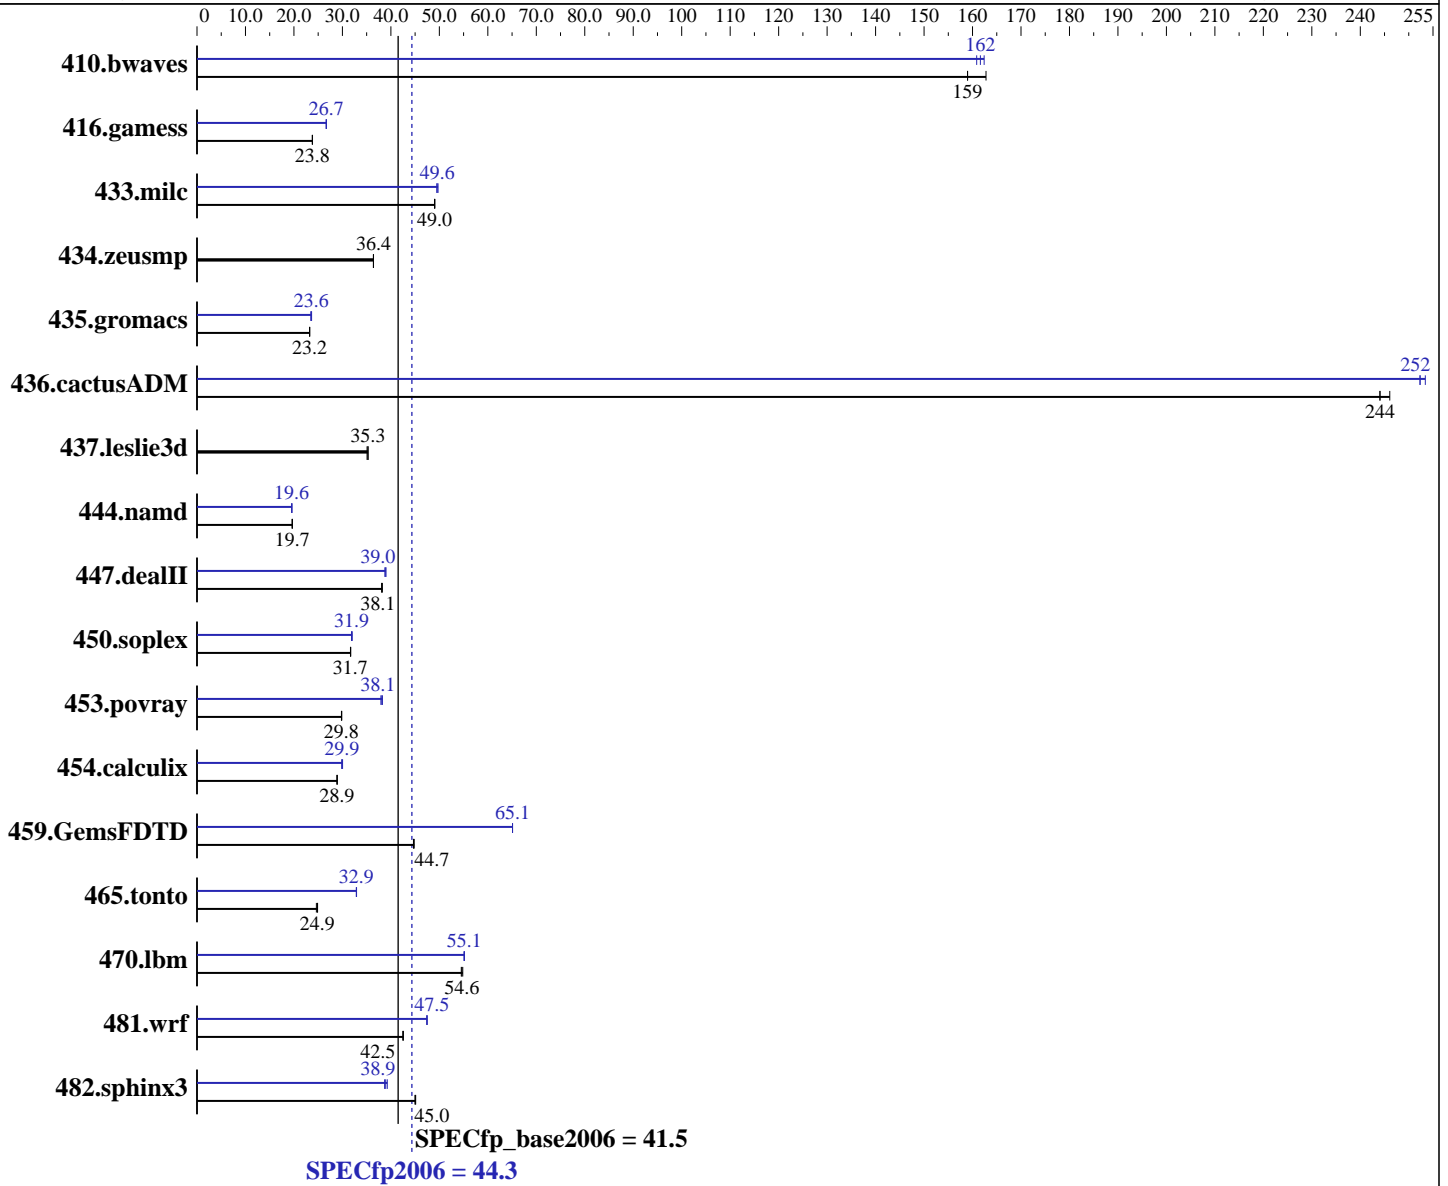 0 10.0 20.0 30.0 40.0 50.0 60.0 70.0 80.0 90.0 100 110 120 130 140 150 160 170 180 190 200 210 220 230 240 255
162
410.bwaves
159
26.7
416.gamess
23.8
49.6
433.milc
49.0
36.4
434.zeusmp
23.6
435.gromacs
23.2
252
436.cactusADM
244
35.3
437.leslie3d
19.6
444.namd
19.7
39.0
447.dealII
38.1
31.9
450.soplex
31.7
38.1
453.povray
29.8
29.9
454.calculix
28.9
65.1
459.GemsFDTD
44.7
32.9
465.tonto
24.9
55.1
470.lbm
54.6
47.5
481.wrf
42.5
38.9
482.sphinx3
45.0
SPECfp_base2006 = 41.5
SPECfp2006 = 44.3